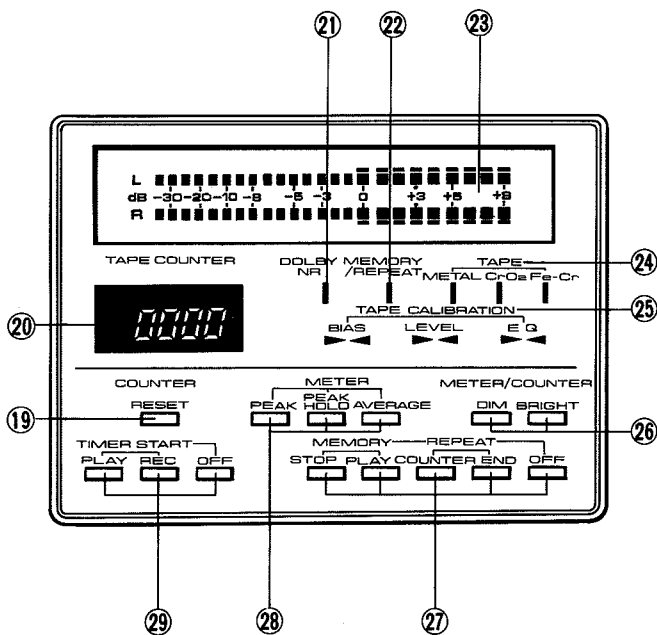 21 22 23
L
dB -30 -20 -10 -8 -5 -3 0 +3 +5 +8
R
TAPE COUNTER
DOLBY NR
MEMORY /REPEAT
TAPE
METAL CrO2 Fe-Cr
24
20
0000
TAPE CALIBRATION
25
BIAS LEVEL EQ
COUNTER
RESET
19
METER
PEAK PEAK HOLD AVERAGE
METER/COUNTER
DIM BRIGHT
26
TIMER START
PLAY REC OFF
MEMORY REPEAT
STOP PLAY COUNTER END OFF
29 28 27